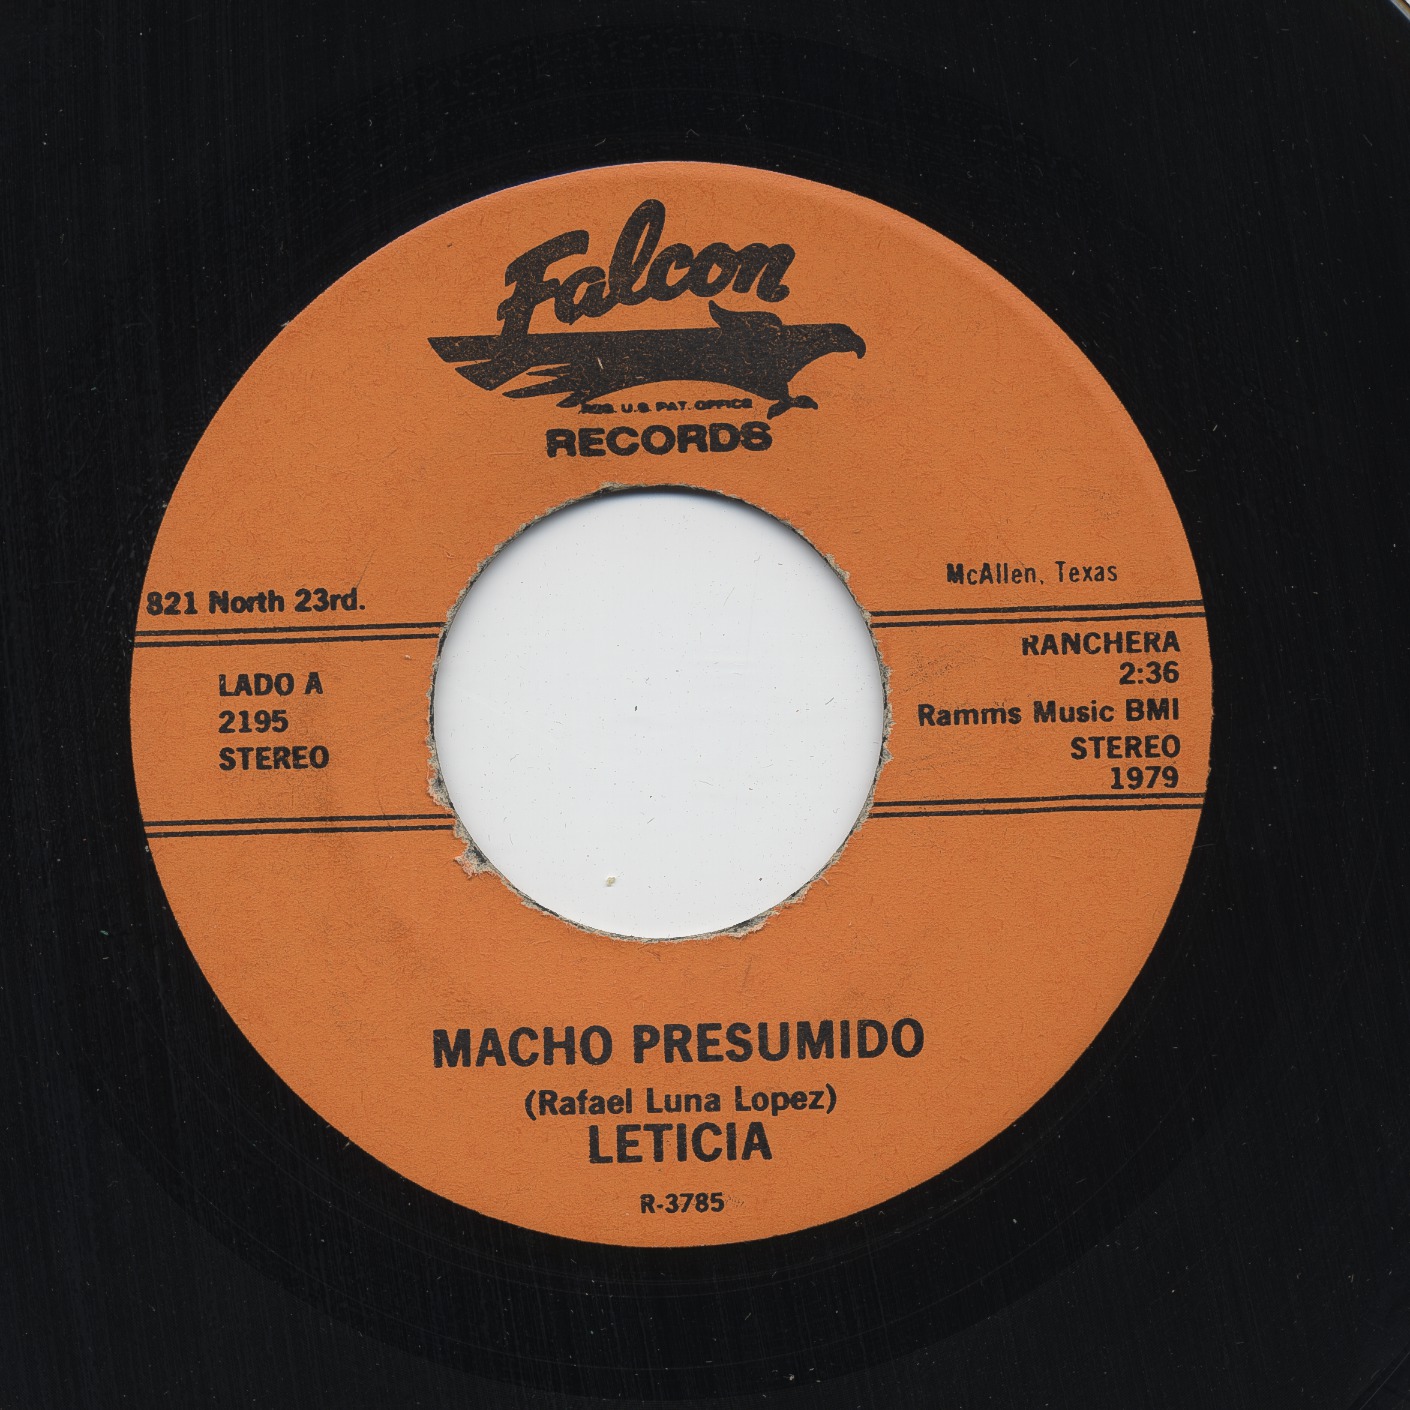 Falcon
REG. U.S. PAT. OFFICE
RECORDS
821 North 23rd.
McAllen, Texas
LADO A
2195
STEREO
RANCHERA
2:36
Ramms Music BMI
STEREO
1979
MACHO PRESUMIDO
(Rafael Luna Lopez)
LETICIA
R-3785